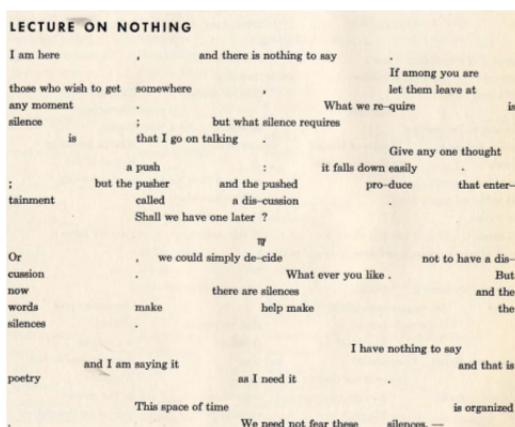 LECTURE ON NOTHING
I am here , and there is nothing to say .
If among you are
those who wish to get somewhere , let them leave at
any moment . What we re–quire is
silence ; but what silence requires
is that I go on talking .
Give any one thought
a push : it falls down easily .
; but the pusher and the pushed pro–duce that enter–
tainment called a dis–cussion .
Shall we have one later ?
Or , we could simply de–cide not to have a dis–
cussion . What ever you like . But
now there are silences and the
words make help make the
silences .
I have nothing to say
and I am saying it and that is
poetry as I need it .
This space of time is organized
. We need not fear these silences. —